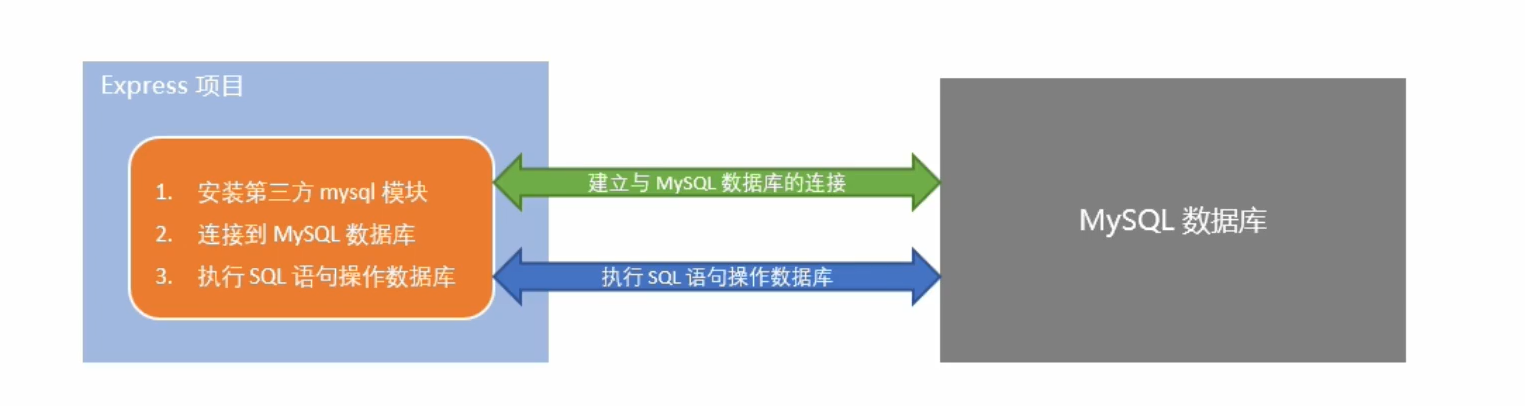 Express 项目
1. 安装第三方 mysql 模块
2. 连接到 MySQL 数据库
3. 执行 SQL 语句操作数据库
建立与 MySQL 数据库的连接
执行 SQL 语句操作数据库
MySQL 数据库